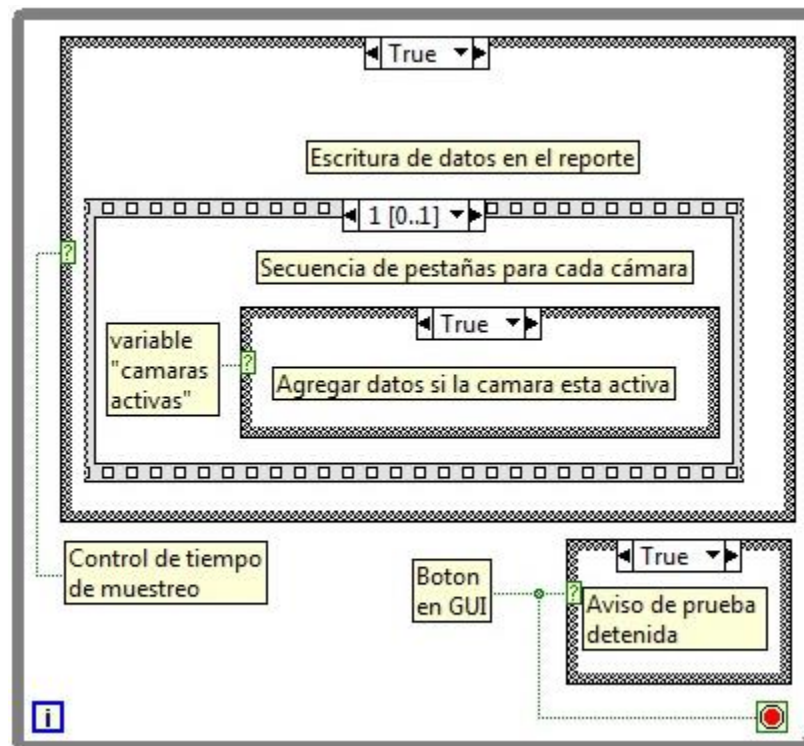 True
Escritura de datos en el reporte
1 [0..1]
Secuencia de pestañas para cada cámara
True
variable
"camaras
activas"
?
?
Agregar datos si la camara esta activa
Control de tiempo
de muestreo
True
Boton
en GUI
?
Aviso de prueba
detenida
i